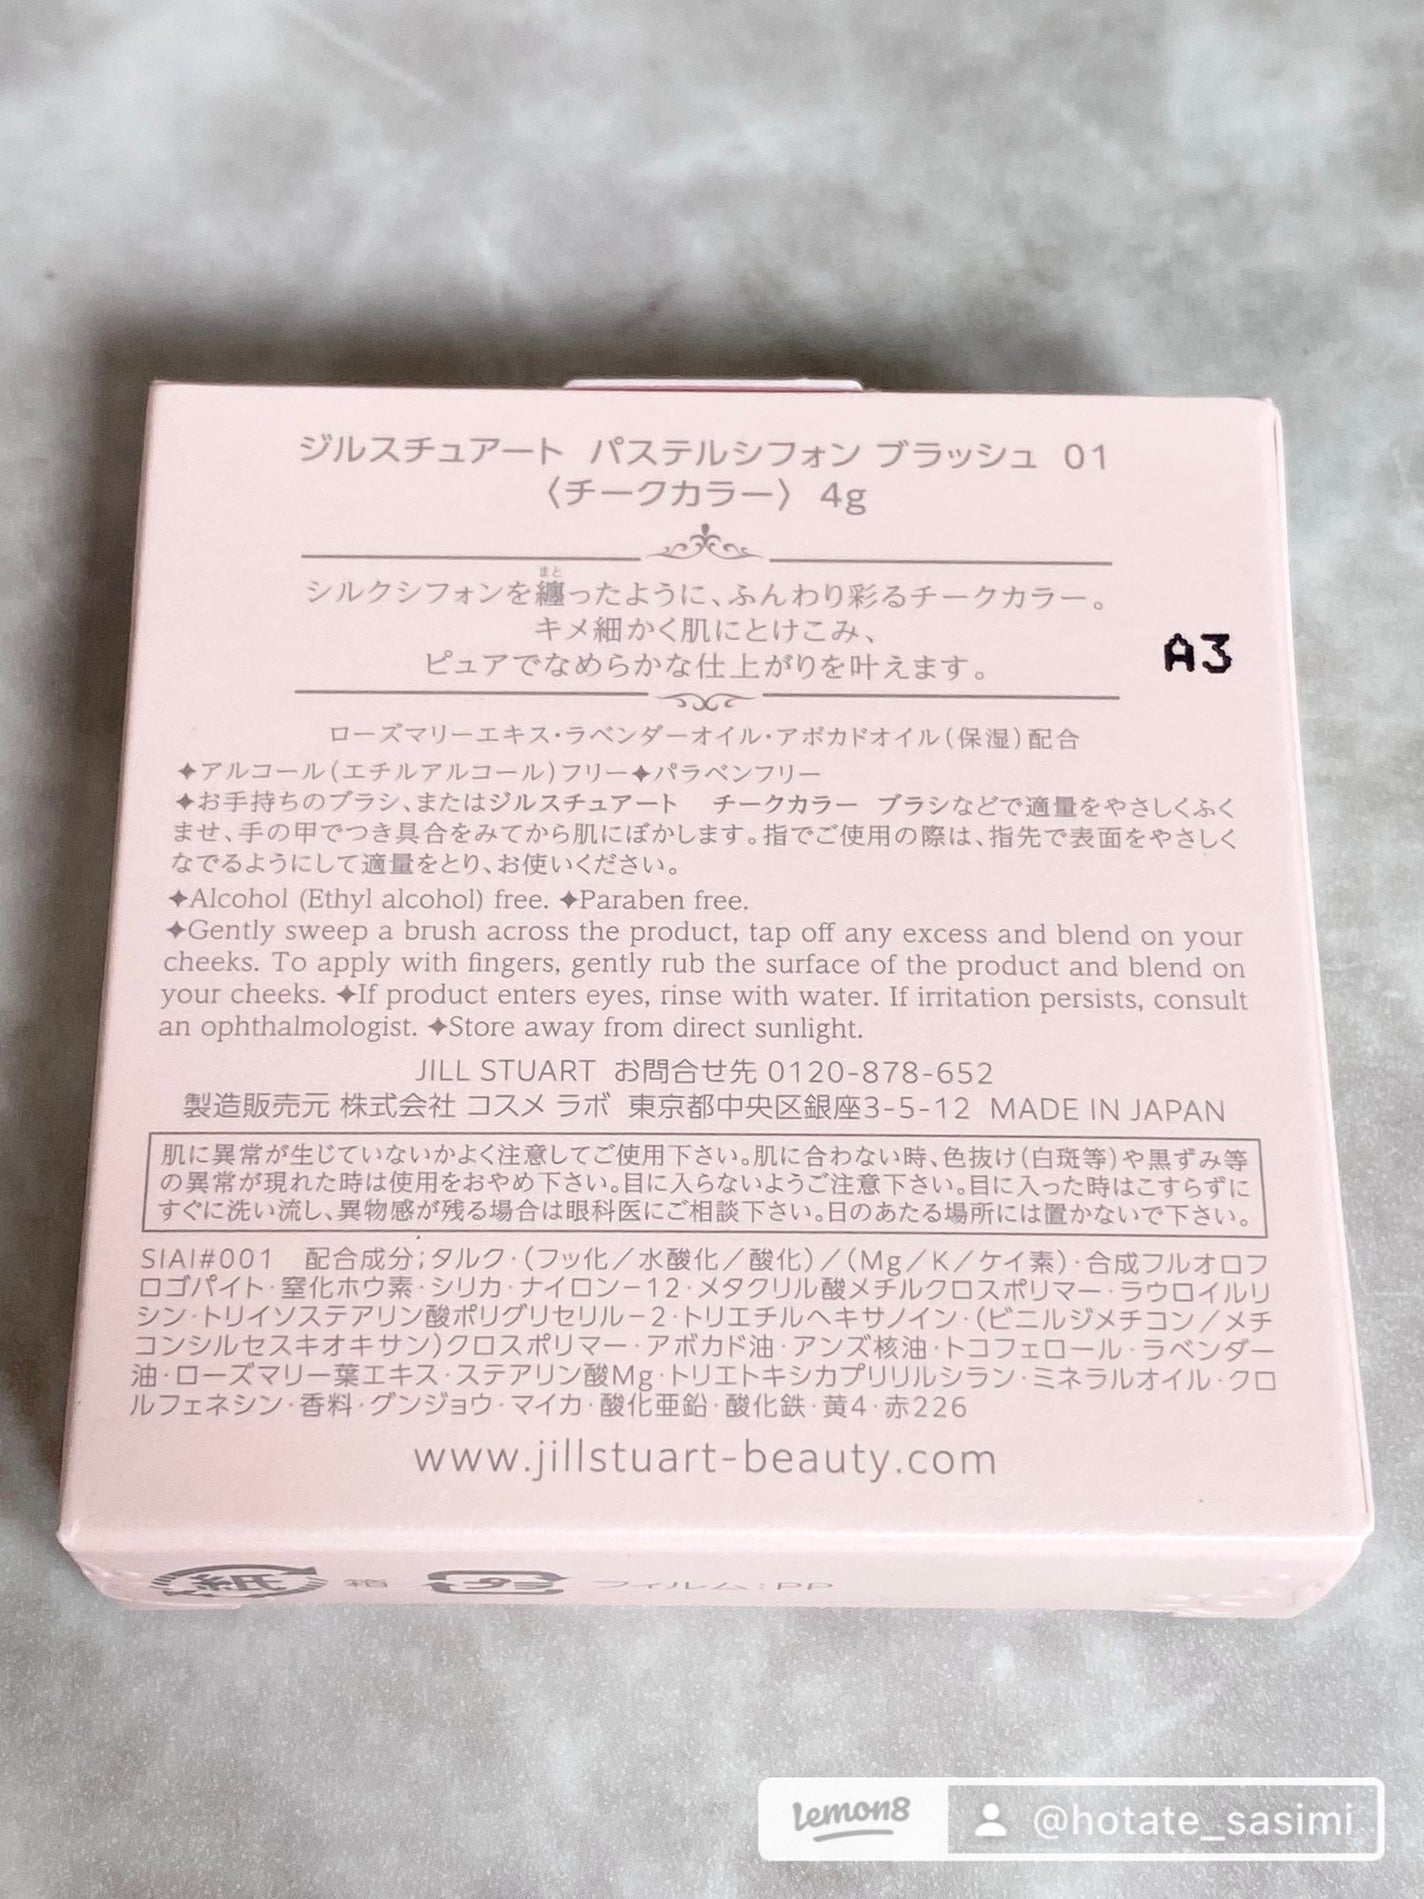 ジルスチュアート パステルシフォン ブラッシュ 01
〈チークカラー〉 4g
まと
シルクシフォンを纏ったように、ふんわり彩るチークカラー。
キメ細かく肌にとけこみ、
ピュアでなめらかな仕上がりを叶えます。
A3
ローズマリーエキス・ラベンダーオイル・アボカドオイル(保湿)配合
✦アルコール(エチルアルコール)フリー✦パラベンフリー
✦お手持ちのブラシ、またはジルスチュアート チークカラー ブラシなどで適量をやさしくふく
ませ、手の甲でつき具合をみてから肌にぼかします。指でご使用の際は、指先で表面をやさしく
なでるようにして適量をとり、お使いください。
✦Alcohol (Ethyl alcohol) free. ✦Paraben free.
✦Gently sweep a brush across the product, tap off any excess and blend on your
cheeks. To apply with fingers, gently rub the surface of the product and blend on
your cheeks. ✦If product enters eyes, rinse with water. If irritation persists, consult
an ophthalmologist. ✦Store away from direct sunlight.
JILL STUART お問合せ先 0120-878-652
製造販売元 株式会社 コスメ ラボ 東京都中央区銀座3-5-12 MADE IN JAPAN
肌に異常が生じていないかよく注意してご使用下さい。肌に合わない時、色抜け(白斑等)や黒ずみ等
の異常が現れた時は使用をおやめ下さい。目に入らないようご注意下さい。目に入った時はこすらずに
すぐに洗い流し、異物感が残る場合は眼科医にご相談下さい。日のあたる場所には置かないで下さい。
SIAI#001 配合成分;タルク・(フッ化/水酸化/酸化)/(Mg/K/ケイ素)・合成フルオロフ
ロゴパイト・窒化ホウ素・シリカ・ナイロン-12・メタクリル酸メチルクロスポリマー・ラウロイルリ
シン・トリイソステアリン酸ポリグリセリル-2・トリエチルヘキサノイン・(ビニルジメチコン/メチ
コンシルセスキオキサン)クロスポリマー・アボカド油・アンズ核油・トコフェロール・ラベンダー
油・ローズマリー葉エキス・ステアリン酸Mg・トリエトキシカプリリルシラン・ミネラルオイル・クロ
ルフェネシン・香料・グンジョウ・マイカ・酸化亜鉛・酸化鉄・黄4・赤226
www.jillstuart-beauty.com
紙 箱 プラ フィルム:PP
Lemon8 @hotate_sasimi